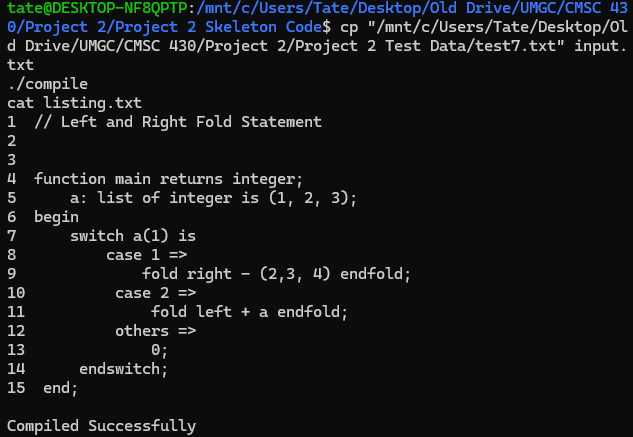 tate@DESKTOP-NF8QPTP:/mnt/c/Users/Tate/Desktop/Old Drive/UMGC/CMSC 43
0/Project 2/Project 2 Skeleton Code$ cp "/mnt/c/Users/Tate/Desktop/Ol
d Drive/UMGC/CMSC 430/Project 2/Project 2 Test Data/test7.txt" input.
txt
./compile
cat listing.txt
1  // Left and Right Fold Statement
2
3
4  function main returns integer;
5      a: list of integer is (1, 2, 3);
6  begin
7      switch a(1) is
8          case 1 =>
9              fold right - (2,3, 4) endfold;
10          case 2 =>
11              fold left + a endfold;
12          others =>
13              0;
14      endswitch;
15  end;

Compiled Successfully